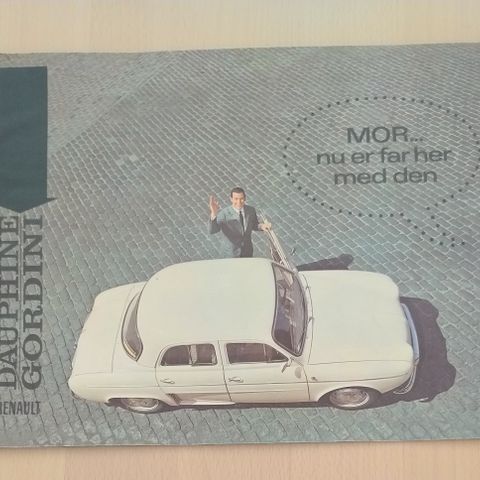 DAUPHINE
GORDINI
RENAULT
MOR...
nu er far her
med den